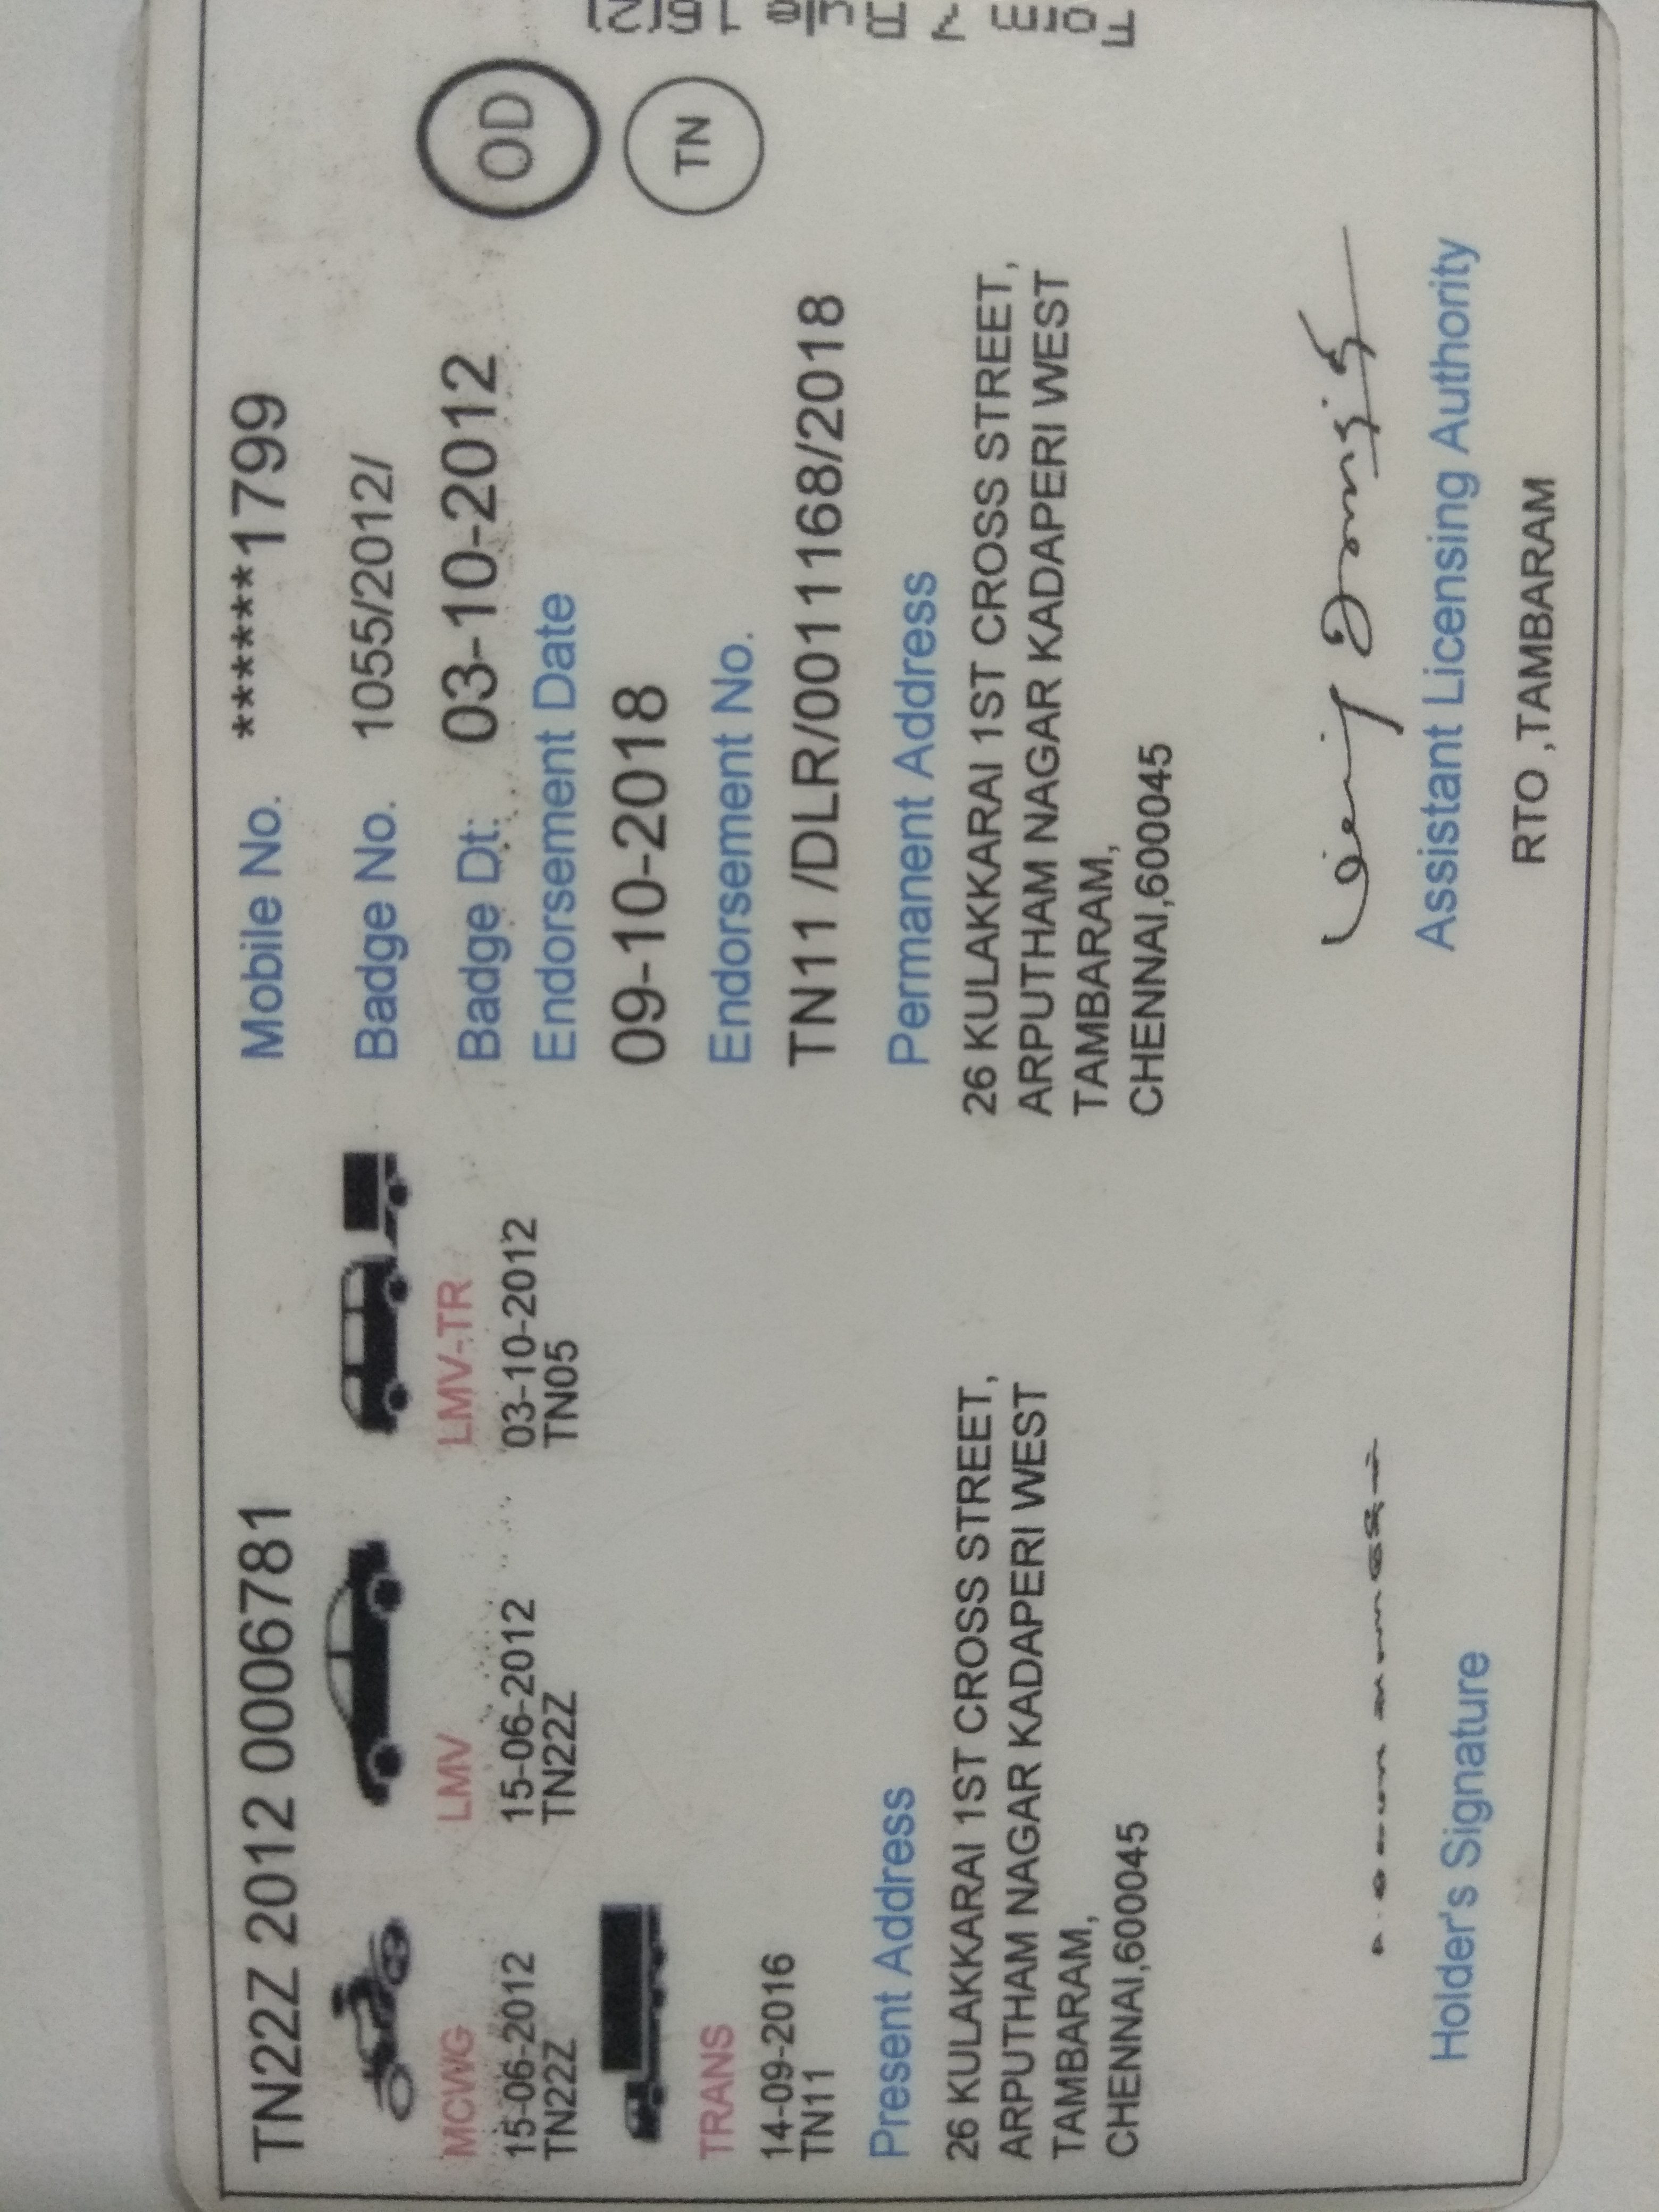 TN22Z 2012 0006781
MCWG
15-06-2012
TN22Z
LMV
15-06-2012
TN22Z
LMV-TR
03-10-2012
TN05
TRANS
14-09-2016
TN11
Present Address
26 KULAKKARAI 1ST CROSS STREET,
ARPUTHAM NAGAR KADAPERI WEST
TAMBARAM,
CHENNAI,600045
Holder's Signature
Mobile No. ******1799
Badge No. 1055/2012/
Badge Dt: 03-10-2012
Endorsement Date
09-10-2018
Endorsement No.
TN11 /DLR/0011168/2018
Permanent Address
26 KULAKKARAI 1ST CROSS STREET,
ARPUTHAM NAGAR KADAPERI WEST
TAMBARAM,
CHENNAI,600045
Assistant Licensing Authority
RTO ,TAMBARAM
OD
TN
Form 7 Rule 16(2)